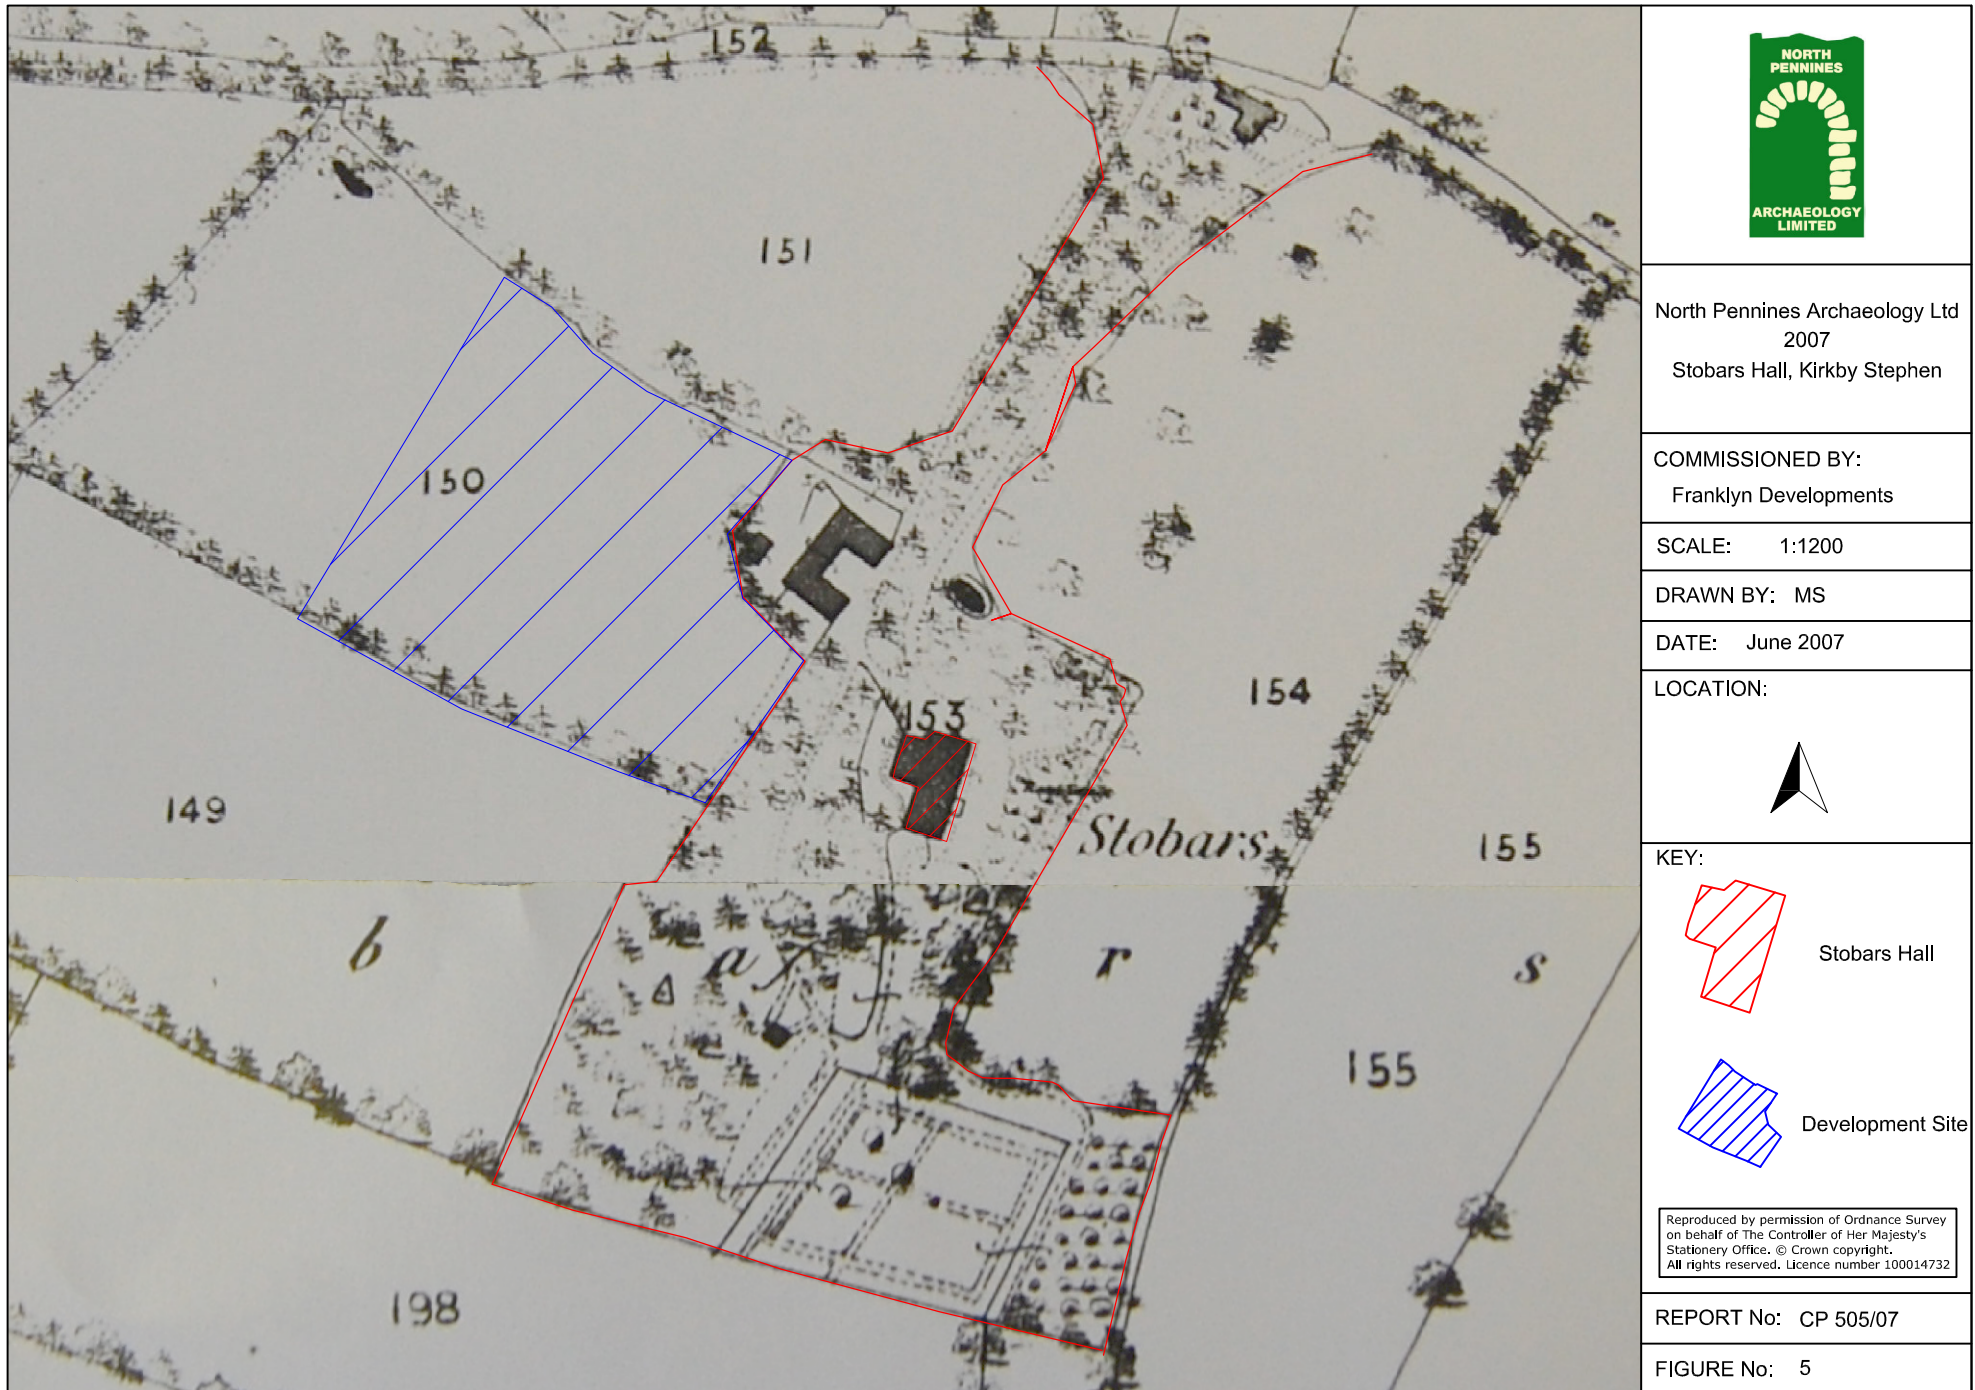 152
151
150
153
154
149
Stobars
155
b
a
r
s
155
198
NORTH
PENNINES
ARCHAEOLOGY
LIMITED
North Pennines Archaeology Ltd
2007
Stobars Hall, Kirkby Stephen
COMMISSIONED BY:
Franklyn Developments
SCALE: 1:1200
DRAWN BY: MS
DATE: June 2007
LOCATION:
KEY:
Stobars Hall
Development Site
Reproduced by permission of Ordnance Survey
on behalf of The Controller of Her Majesty's
Stationery Office. © Crown copyright.
All rights reserved. Licence number 100014732
REPORT No: CP 505/07
FIGURE No: 5